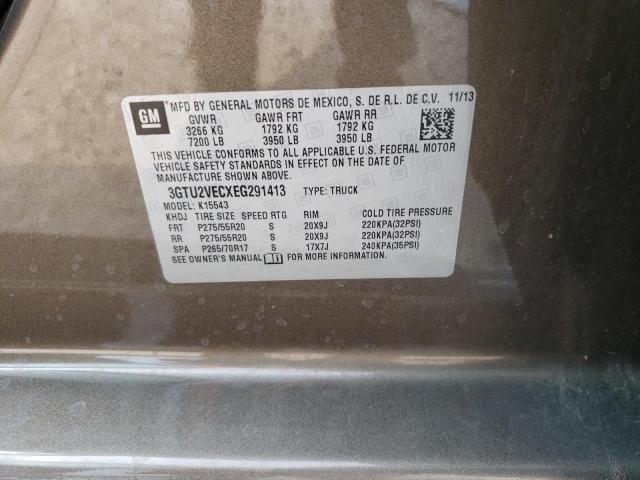 GM MFD BY GENERAL MOTORS DE MEXICO, S. DE R.L. DE C.V. 11/13
GVWR GAWR FRT GAWR RR
3266 KG 1792 KG 1792 KG
7200 LB 3950 LB 3950 LB
THIS VEHICLE CONFORMS TO ALL APPLICABLE U.S. FEDERAL MOTOR
VEHICLE SAFETY STANDARDS IN EFFECT ON THE DATE OF
MANUFACTURE SHOWN ABOVE.
3GTU2VECXEG291413 TYPE: TRUCK
MODEL: K15543
KHDJ TIRE SIZE SPEED RTG RIM COLD TIRE PRESSURE
FRT P275/55R20 S 20X9J 220KPA(32PSI)
RR P275/55R20 S 20X9J 220KPA(32PSI)
SPA P265/70R17 S 17X7J 240KPA(35PSI)
SEE OWNER'S MANUAL FOR MORE INFORMATION.